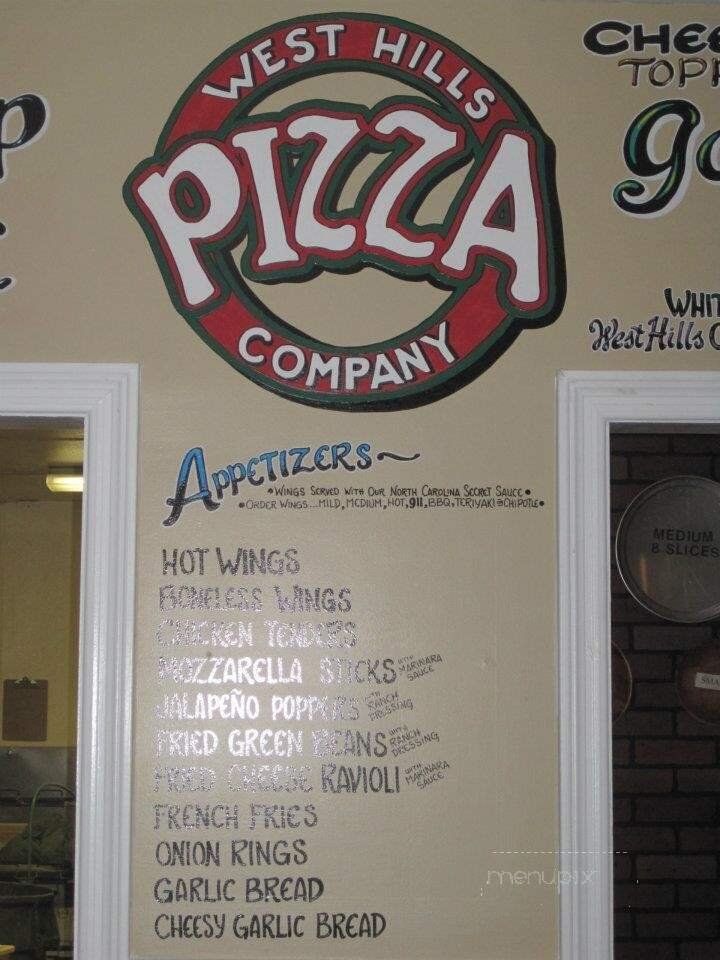 WEST HILLS
PIZZA
COMPANY
CHEE
TOPP
go
WHIT
West Hills C
APPETIZERS~
•WINGS SERVED WITH OUR NORTH CAROLINA SECRET SAUCE•
•ORDER WINGS...MILD, MEDIUM, HOT, 911, BBQ, TERIYAKI & CHIPOTLE•
HOT WINGS
BONELESS WINGS
CHICKEN TENDERS
MOZZARELLA STICKS WITH MARINARA SAUCE
JALAPEÑO POPPERS WITH RANCH DRESSING
FRIED GREEN BEANS WITH RANCH DRESSING
FRIED CHEESE RAVIOLI WITH MARINARA SAUCE
FRENCH FRIES
ONION RINGS
GARLIC BREAD
CHEESY GARLIC BREAD
MEDIUM
8 SLICES
SMA
menupix